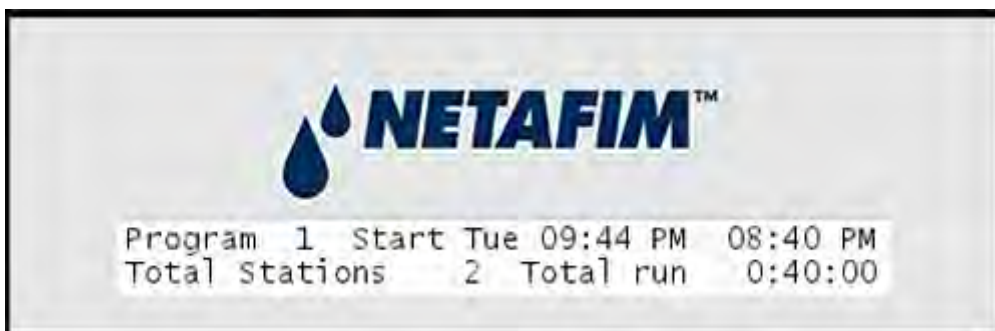 NETAFIM™
Program 1 Start Tue 09:44 PM 08:40 PM
Total Stations 2 Total run 0:40:00